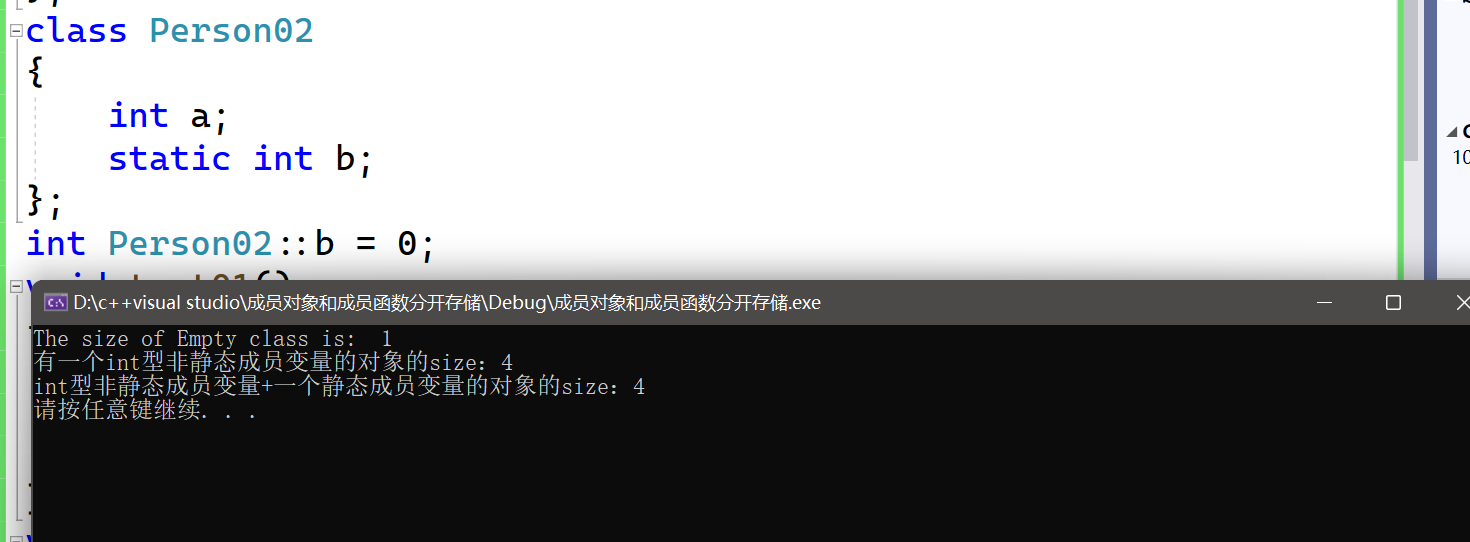 class Person02
{
int a;
static int b;
};
int Person02::b = 0;
D:\c++visual studio\成员对象和成员函数分开存储\Debug\成员对象和成员函数分开存储.exe
The size of Empty class is:  1
有一个int型非静态成员变量的对象的size：4
int型非静态成员变量+一个静态成员变量的对象的size：4
请按任意键继续. . .
10